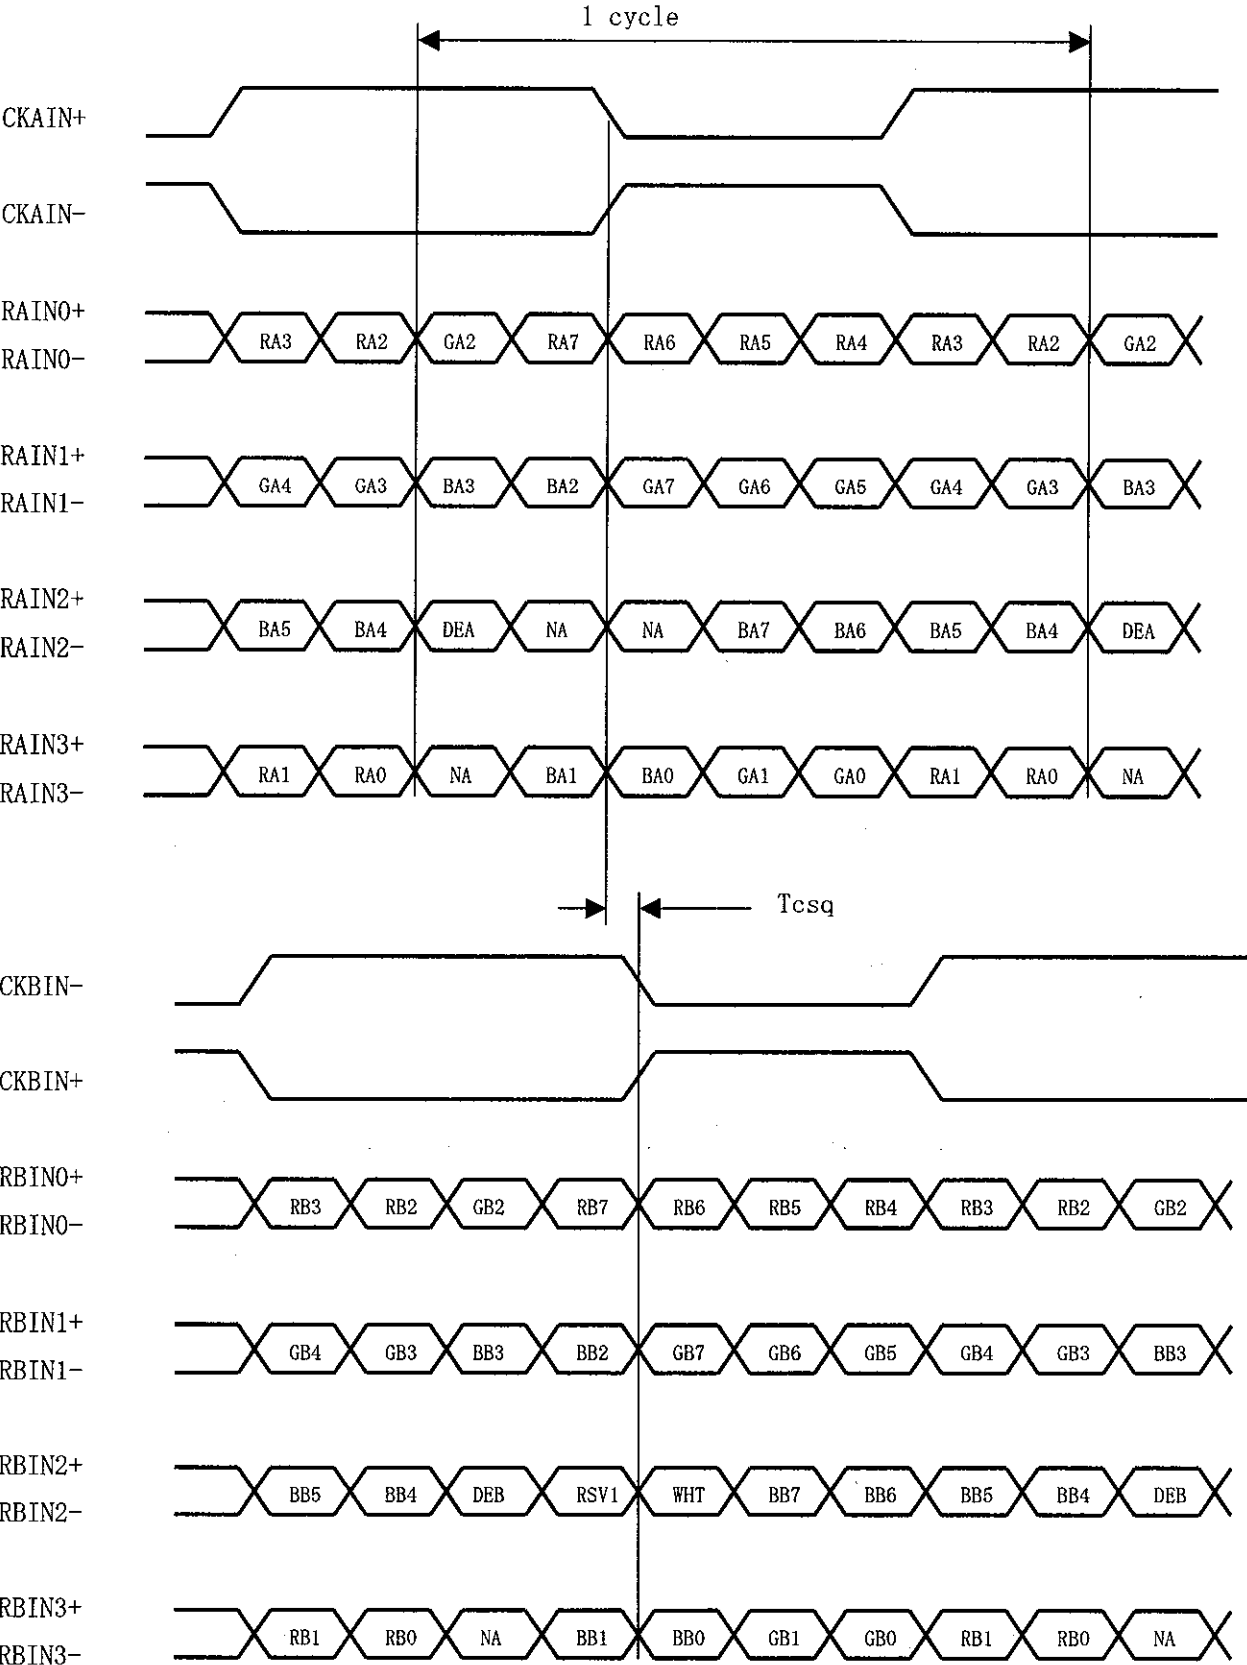 1 cycle
CKAIN+
CKAIN-
RAIN0+
RA3 RA2 GA2 RA7 RA6 RA5 RA4 RA3 RA2 GA2
RAIN0-
RAIN1+
GA4 GA3 BA3 BA2 GA7 GA6 GA5 GA4 GA3 BA3
RAIN1-
RAIN2+
BA5 BA4 DEA NA NA BA7 BA6 BA5 BA4 DEA
RAIN2-
RAIN3+
RA1 RA0 NA BA1 BA0 GA1 GA0 RA1 RA0 NA
RAIN3-
Tcsq
CKBIN-
CKBIN+
RBIN0+
RB3 RB2 GB2 RB7 RB6 RB5 RB4 RB3 RB2 GB2
RBIN0-
RBIN1+
GB4 GB3 BB3 BB2 GB7 GB6 GB5 GB4 GB3 BB3
RBIN1-
RBIN2+
BB5 BB4 DEB RSV1 WHT BB7 BB6 BB5 BB4 DEB
RBIN2-
RBIN3+
RB1 RB0 NA BB1 BB0 GB1 GB0 RB1 RB0 NA
RBIN3-